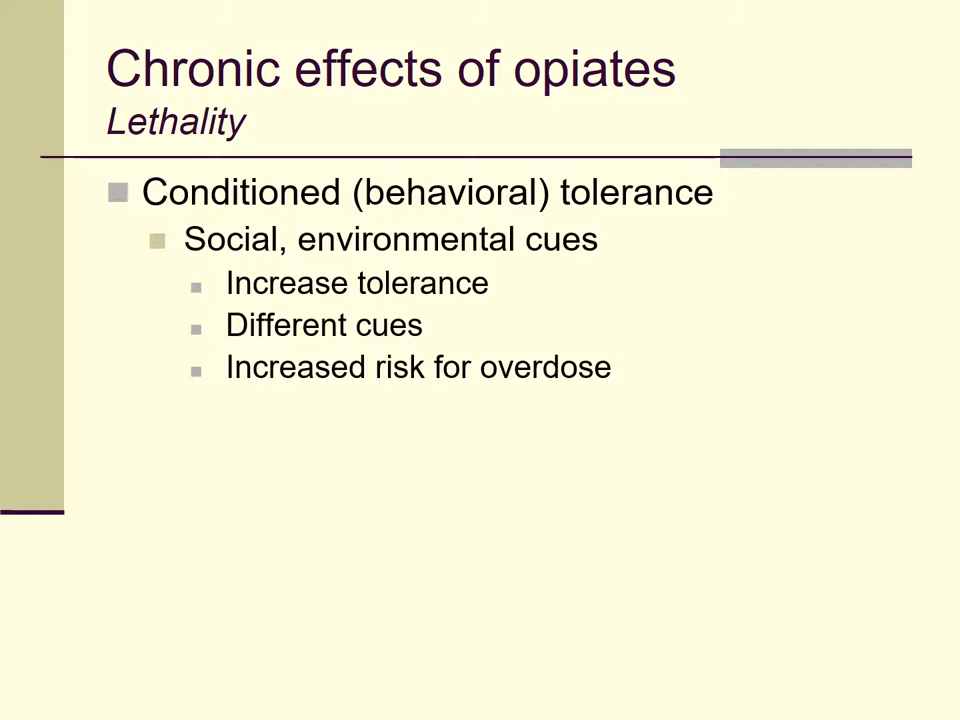 Chronic effects of opiates
Lethality
Conditioned (behavioral) tolerance
Social, environmental cues
Increase tolerance
Different cues
Increased risk for overdose